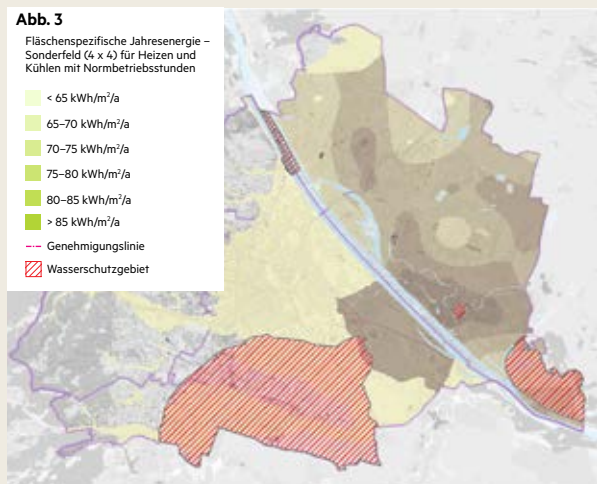 Abb. 3
Fläschenspezifische Jahresenergie –
Sonderfeld (4 x 4) für Heizen und
Kühlen mit Normbetriebsstunden
< 65 kWh/m²/a
65–70 kWh/m²/a
70–75 kWh/m²/a
75–80 kWh/m²/a
80–85 kWh/m²/a
> 85 kWh/m²/a
Genehmigungslinie
Wasserschutzgebiet